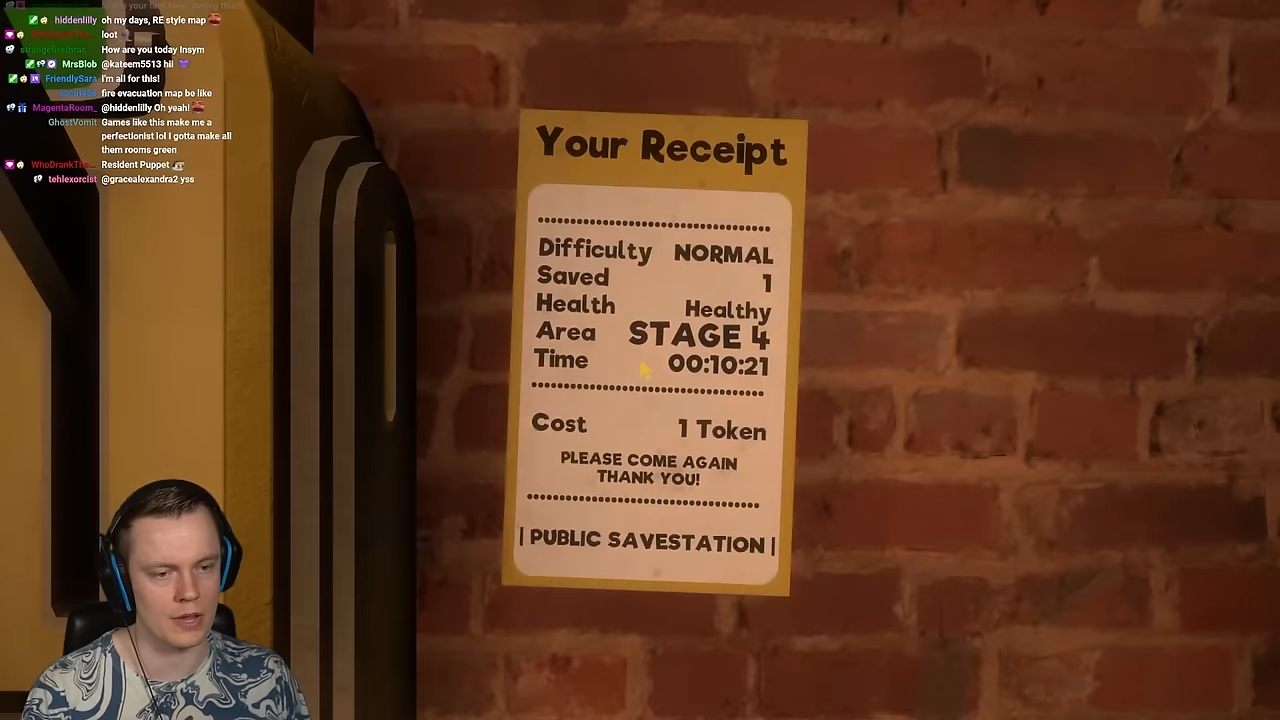 hiddenlilly oh my days, RE style map
loot
How are you today Insym
MrsBlob @kateem5513 hii
FriendlySara I'm all for this!
fire evacuation map be like
MagentaRoom_ @hiddenlilly Oh yeah!
GhostVomit Games like this make me a
perfectionist lol I gotta make all
them rooms green
WhoDrankThe... Resident Puppet
tehlexorcist @gracealexandra2 yss
Your Receipt
Difficulty NORMAL
Saved 1
Health Healthy
Area STAGE 4
Time 00:10:21
Cost 1 Token
PLEASE COME AGAIN
THANK YOU!
| PUBLIC SAVESTATION |